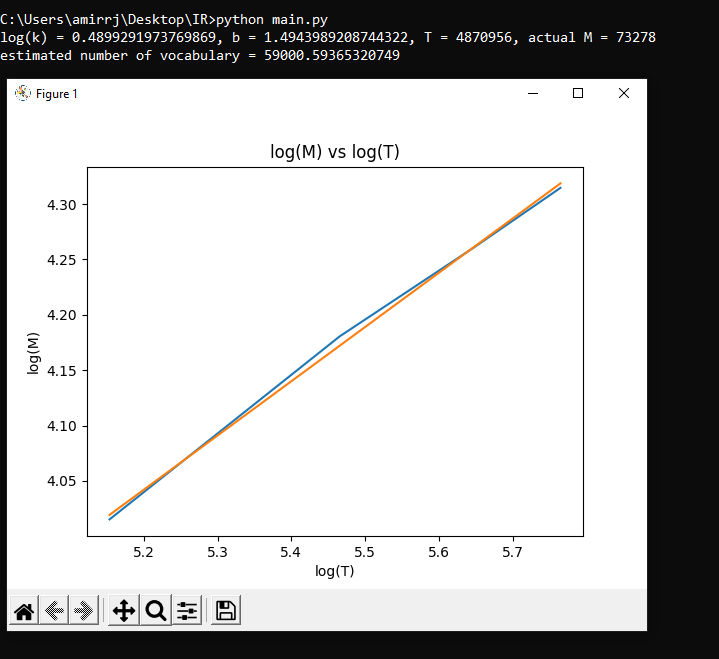 C:\Users\amirrj\Desktop\IR>python main.py
log(k) = 0.4899291973769869, b = 1.4943989208744322, T = 4870956, actual M = 73278
estimated number of vocabulary = 59000.59365320749
Figure 1
log(M) vs log(T)
4.30
4.25
4.20
4.15
4.10
4.05
log(M)
5.2 5.3 5.4 5.5 5.6 5.7
log(T)